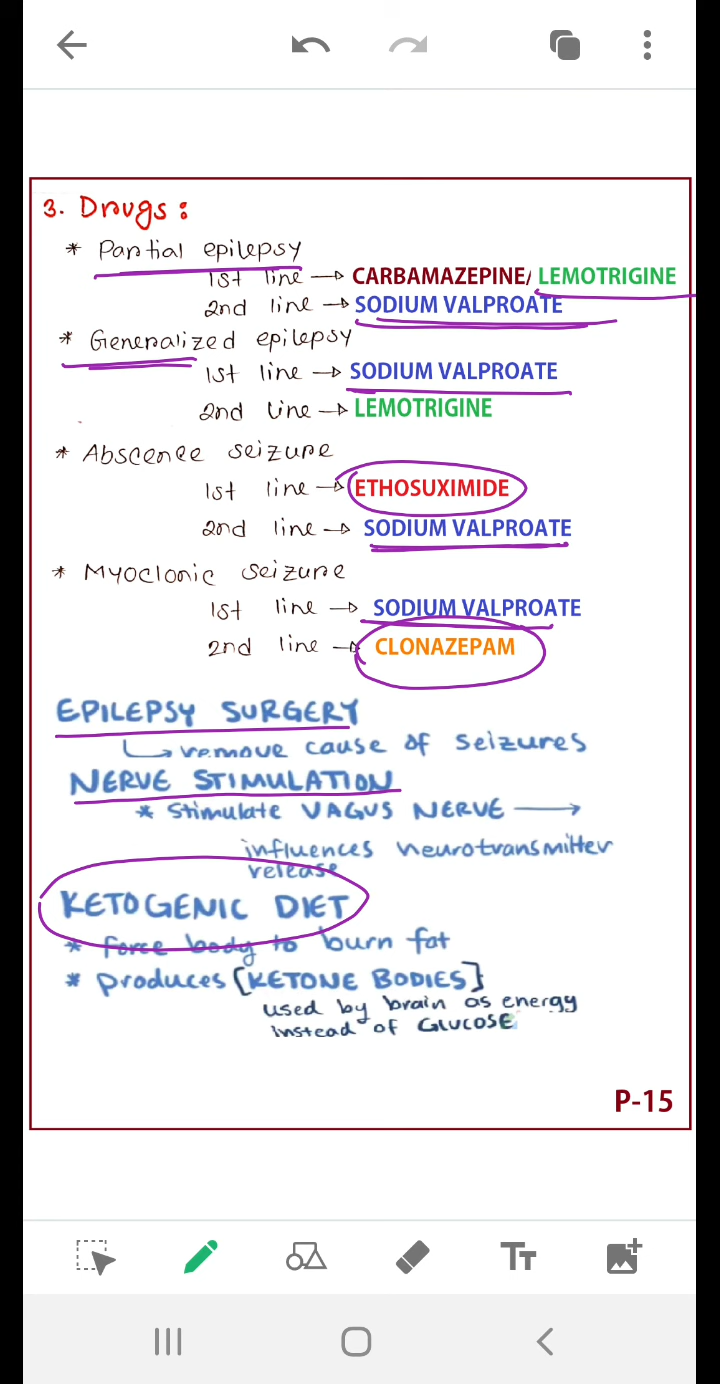 3. Drugs:
* Partial epilepsy
1st line → CARBAMAZEPINE/ LEMOTRIGINE
2nd line → SODIUM VALPROATE
* Generalized epilepsy
1st line → SODIUM VALPROATE
2nd line → LEMOTRIGINE
* Abscence seizure
1st line → ETHOSUXIMIDE
2nd line → SODIUM VALPROATE
* Myoclonic seizure
1st line → SODIUM VALPROATE
2nd line → CLONAZEPAM
EPILEPSY SURGERY
↳ remove cause of seizures
NERVE STIMULATION
* stimulate VAGUS NERVE →
influences neurotransmitter
release
KETOGENIC DIET
* force body to burn fat
* produces [KETONE BODIES]
used by brain as energy
instead of GLUCOSE
P-15
TT